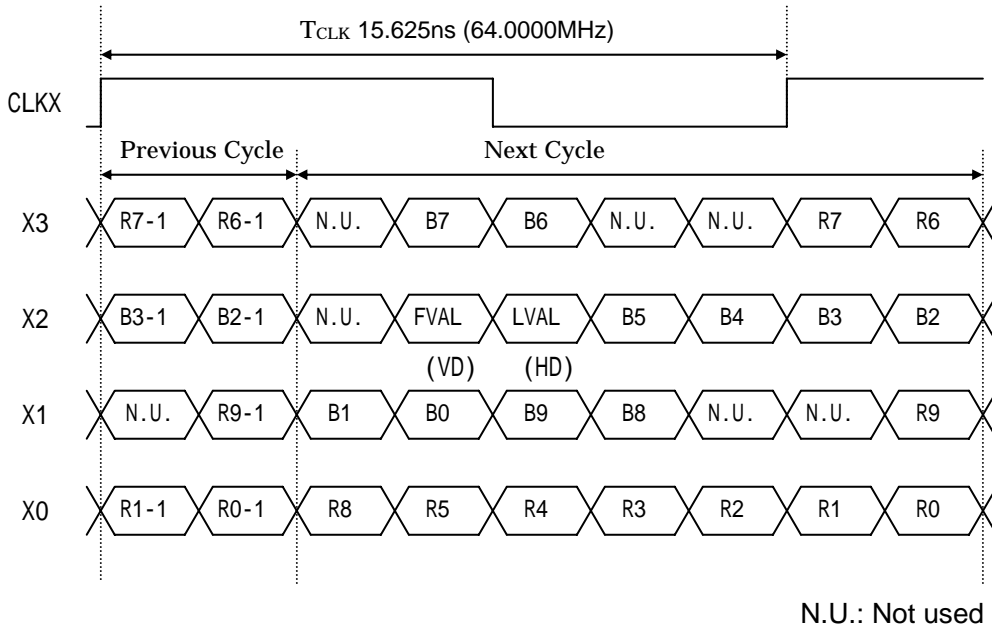 TCLK 15.625ns (64.0000MHz)
CLKX
Previous Cycle Next Cycle
X3 R7-1 R6-1 N.U. B7 B6 N.U. N.U. R7 R6
X2 B3-1 B2-1 N.U. FVAL LVAL B5 B4 B3 B2
(VD) (HD)
X1 N.U. R9-1 B1 B0 B9 B8 N.U. N.U. R9
X0 R1-1 R0-1 R8 R5 R4 R3 R2 R1 R0
N.U.: Not used